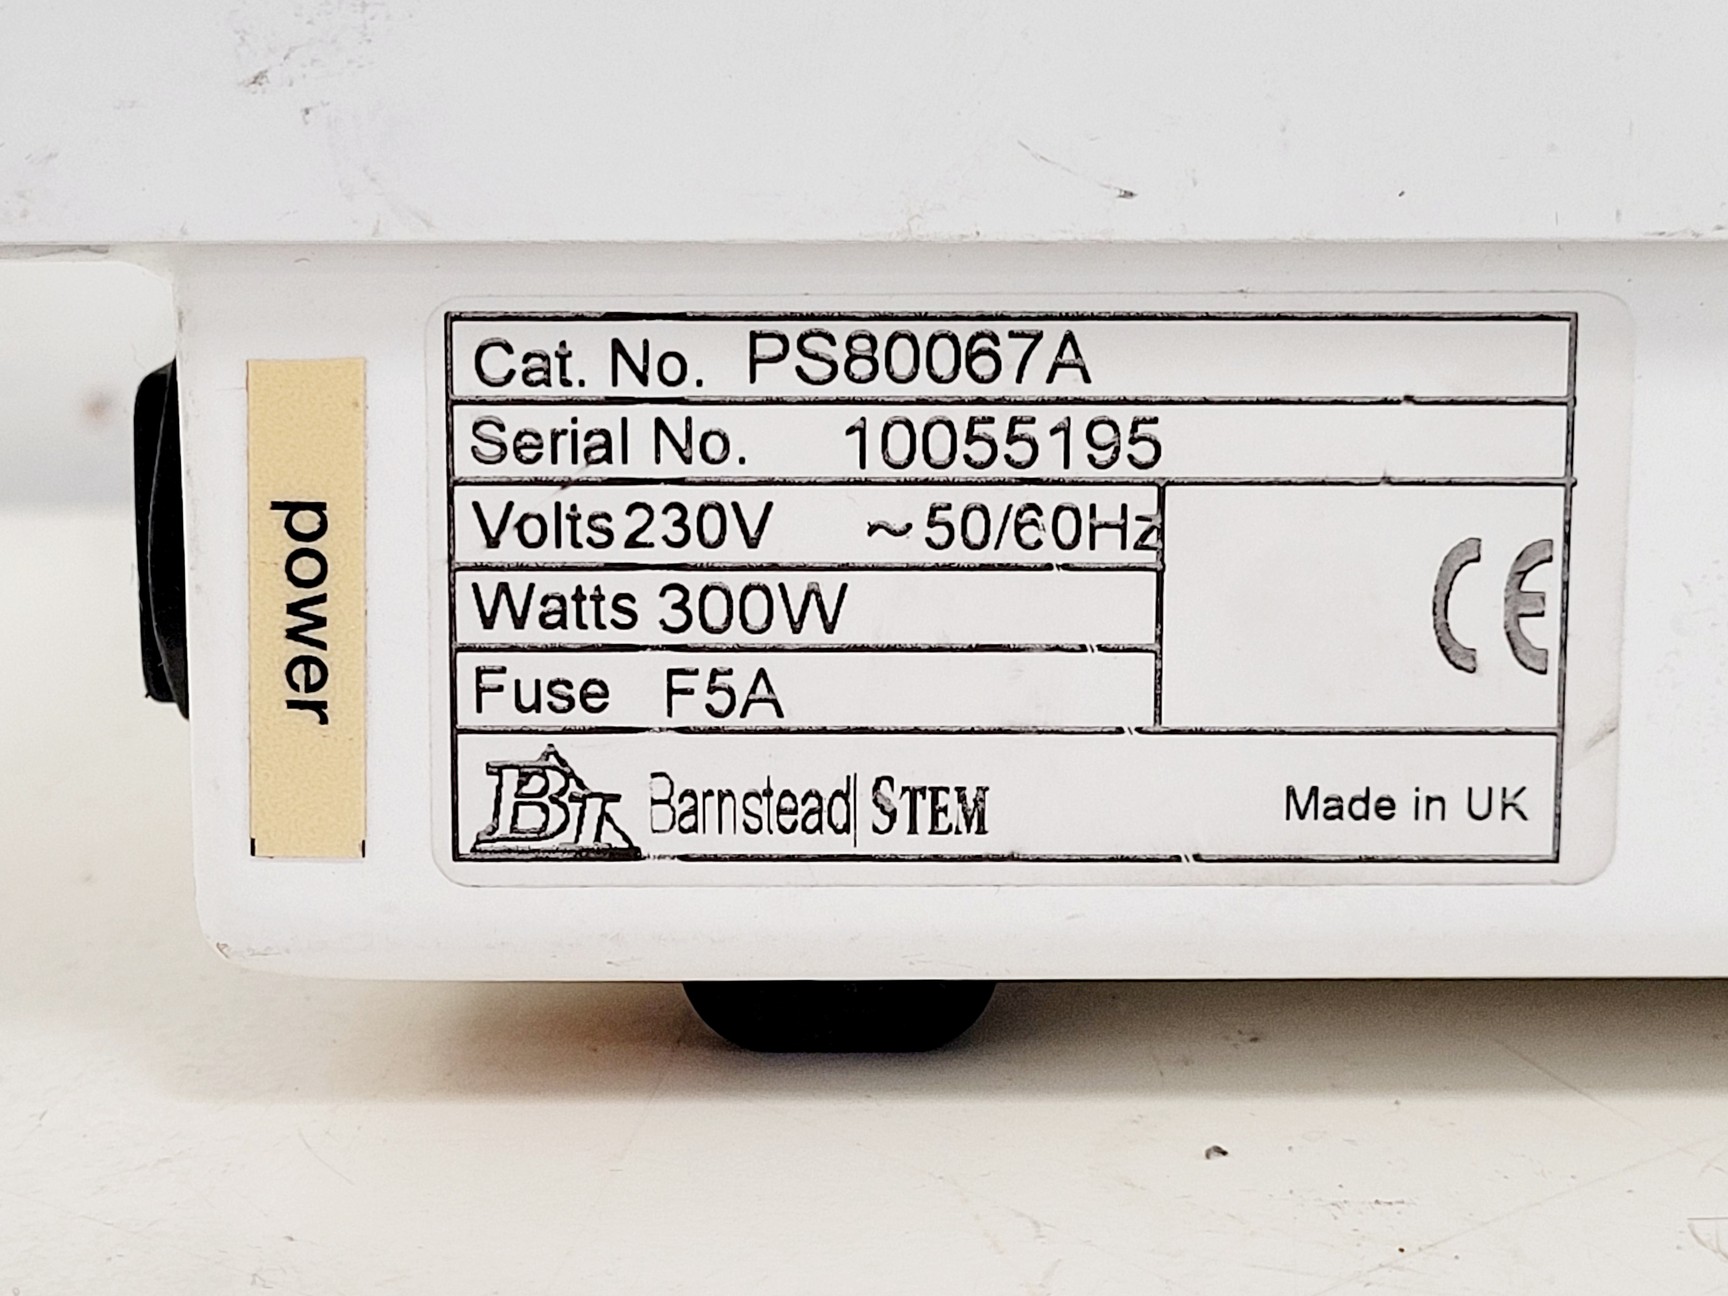 power
Cat. No. PS80067A
Serial No. 10055195
Volts 230V ~50/60Hz
Watts 300W
Fuse F5A
CE
BT Barnstead|STEM
Made in UK